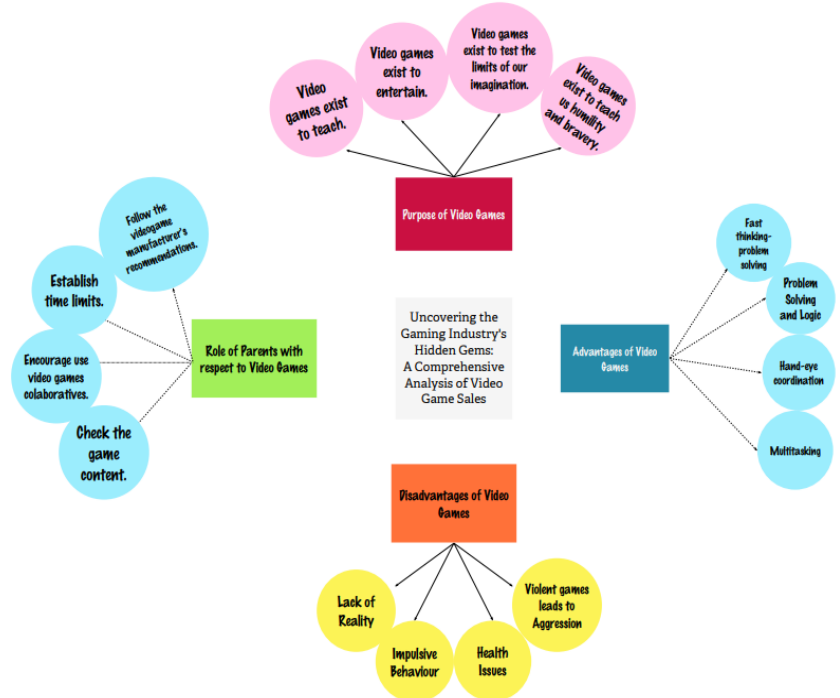 Video
games exist
to teach.
Video games
exist to
entertain.
Video games
exist to test the
limits of our
imagination.
Video games
exist to teach
us humility
and bravery.
Purpose of Video Games
Follow the
videogame
manufacturer's
recommendations.
Establish
time limits.
Encourage use
video games
colaboratives.
Check the
game
content.
Role of Parents with
respect to Video Games
Uncovering the
Gaming Industry's
Hidden Gems:
A Comprehensive
Analysis of Video
Game Sales
Advantages of Video
Games
Fast
thinking-
problem
solving
Problem
Solving
and Logic
Hand-eye
coordination
Multitasking
Disadvantages of Video
Games
Lack of
Reality
Impulsive
Behaviour
Health
Issues
Violent games
leads to
Aggression